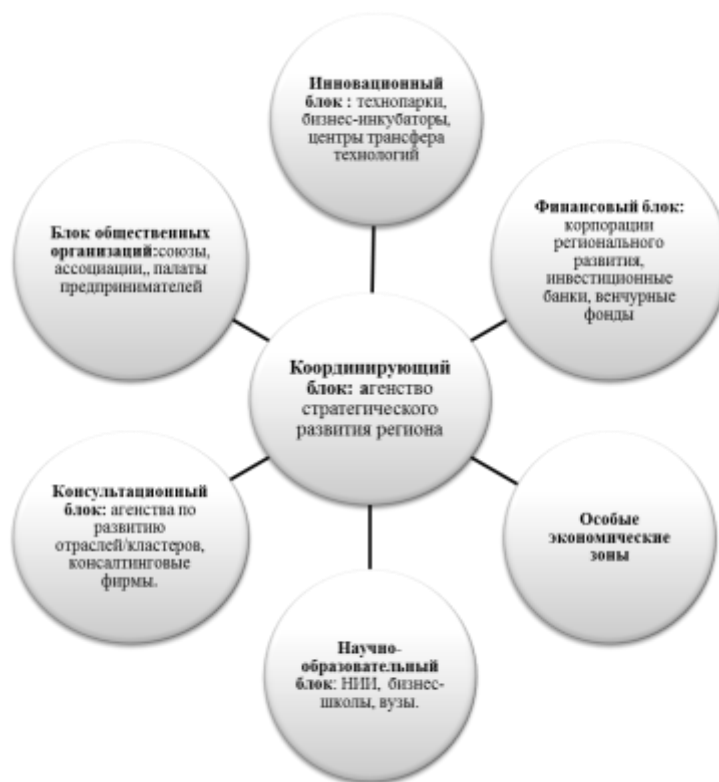 Инновационный
блок : технопарки,
бизнес-инкубаторы,
центры трансфера
технологий
Блок общественных
организаций:союзы,
ассоциации,, палаты
предпринимателей
Финансовый блок:
корпорации
регионального
развития,
инвестиционные
банки, венчурные
фонды
Координирующий
блок: агенство
стратегического
развития региона
Консультационный
блок: агенства по
развитию
отраслей/кластеров,
консалтинговые
фирмы.
Особые
экономические
зоны
Научно-
образовательный
блок: НИИ, бизнес-
школы, вузы.